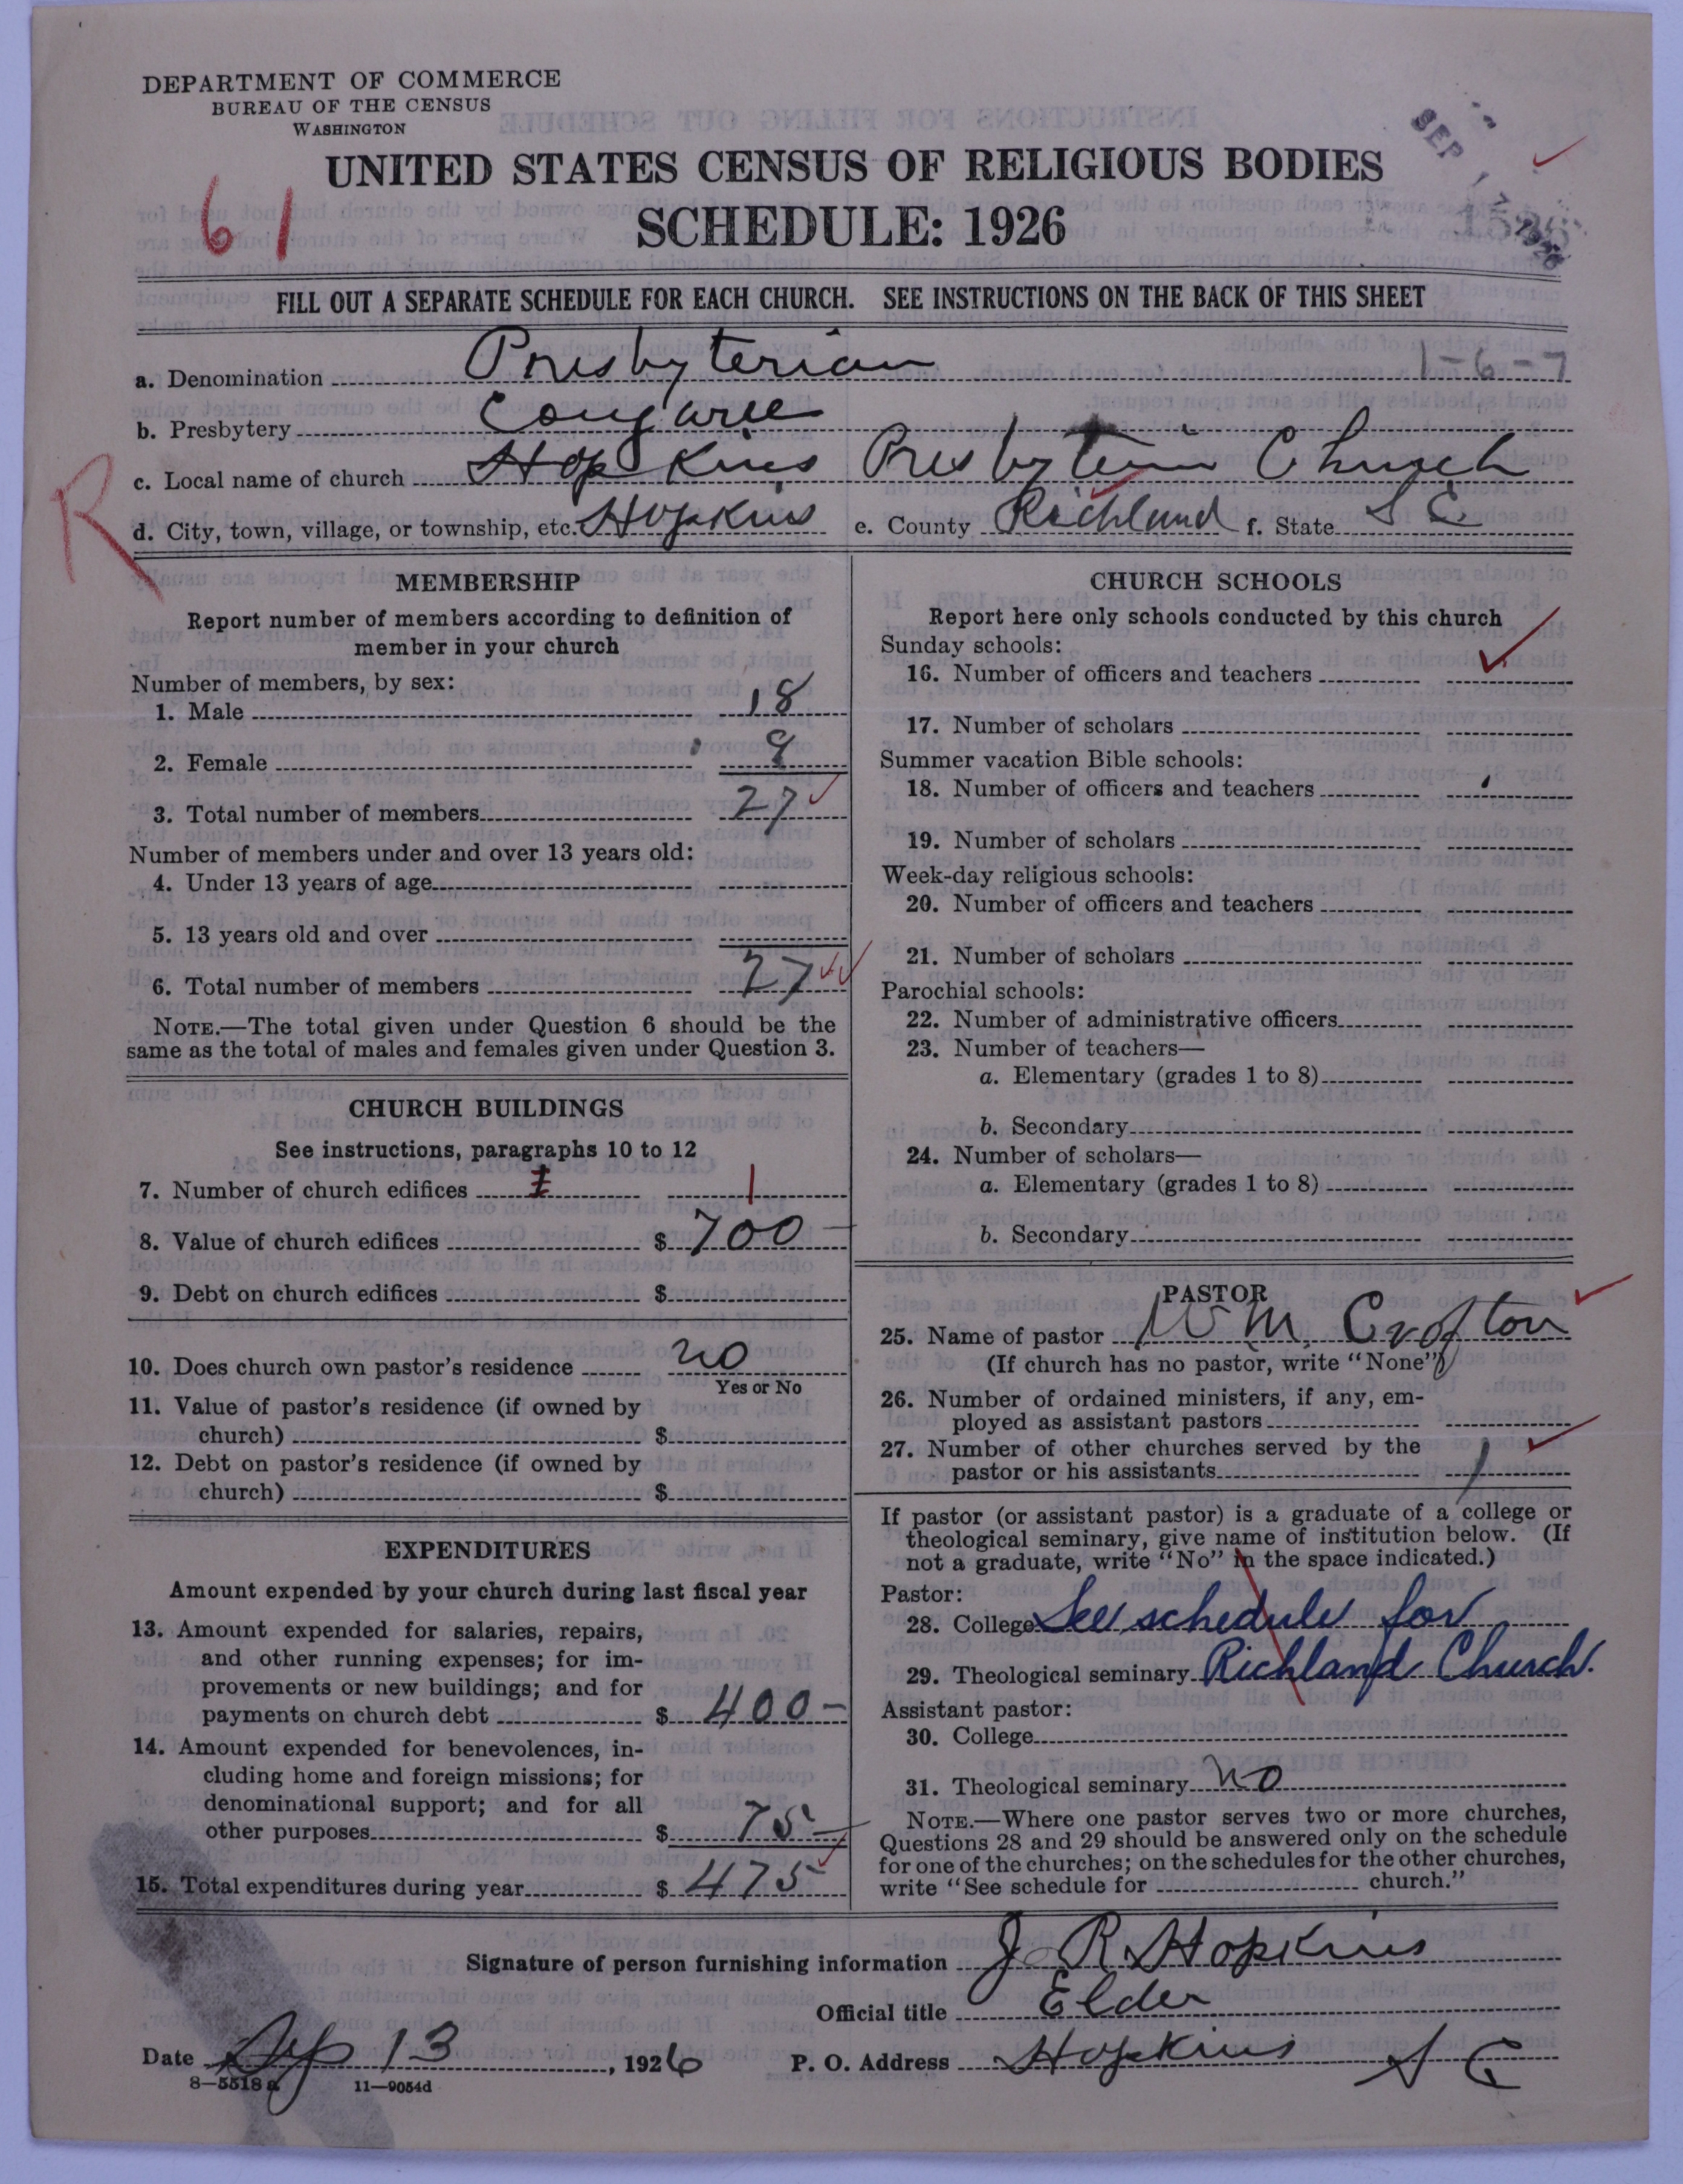 DEPARTMENT OF COMMERCE
BUREAU OF THE CENSUS
WASHINGTON
UNITED STATES CENSUS OF RELIGIOUS BODIES
SCHEDULE: 1926
61
SEP
1926
FILL OUT A SEPARATE SCHEDULE FOR EACH CHURCH. SEE INSTRUCTIONS ON THE BACK OF THIS SHEET
a. Denomination Presbyterian 1-6-7
b. Presbytery Congaree
c. Local name of church Hopkins Presbyterian Church
R
d. City, town, village, or township, etc. Hopkins e. County Richland f. State S C
MEMBERSHIP
Report number of members according to definition of
member in your church
Number of members, by sex:
1. Male 18
2. Female 9
3. Total number of members 27
Number of members under and over 13 years old:
4. Under 13 years of age
5. 13 years old and over
6. Total number of members 27
NOTE.—The total given under Question 6 should be the
same as the total of males and females given under Question 3.
CHURCH BUILDINGS
See instructions, paragraphs 10 to 12
7. Number of church edifices 1 1
8. Value of church edifices $ 700—
9. Debt on church edifices $
10. Does church own pastor's residence no
Yes or No
11. Value of pastor's residence (if owned by
church) $
12. Debt on pastor's residence (if owned by
church) $
EXPENDITURES
Amount expended by your church during last fiscal year
13. Amount expended for salaries, repairs,
and other running expenses; for im-
provements or new buildings; and for
payments on church debt $ 400—
14. Amount expended for benevolences, in-
cluding home and foreign missions; for
denominational support; and for all
other purposes $ 75—
15. Total expenditures during year $ 475
CHURCH SCHOOLS
Report here only schools conducted by this church
Sunday schools:
16. Number of officers and teachers
17. Number of scholars
Summer vacation Bible schools:
18. Number of officers and teachers
19. Number of scholars
Week-day religious schools:
20. Number of officers and teachers
21. Number of scholars
Parochial schools:
22. Number of administrative officers
23. Number of teachers—
a. Elementary (grades 1 to 8)
b. Secondary
24. Number of scholars—
a. Elementary (grades 1 to 8)
b. Secondary
PASTOR
25. Name of pastor W M. Crofton
(If church has no pastor, write "None")
26. Number of ordained ministers, if any, em-
ployed as assistant pastors
27. Number of other churches served by the
pastor or his assistants 1
If pastor (or assistant pastor) is a graduate of a college or
theological seminary, give name of institution below. (If
not a graduate, write "No" in the space indicated.)
Pastor:
28. College See schedule for
29. Theological seminary Richland Church.
Assistant pastor:
30. College
31. Theological seminary no
NOTE.—Where one pastor serves two or more churches,
Questions 28 and 29 should be answered only on the schedule
for one of the churches; on the schedules for the other churches,
write "See schedule for church."
Signature of person furnishing information J. R. Hopkins
Official title Elder
Date Sep 13, 1926 P. O. Address Hopkins S C
8—5518a 11—9054d